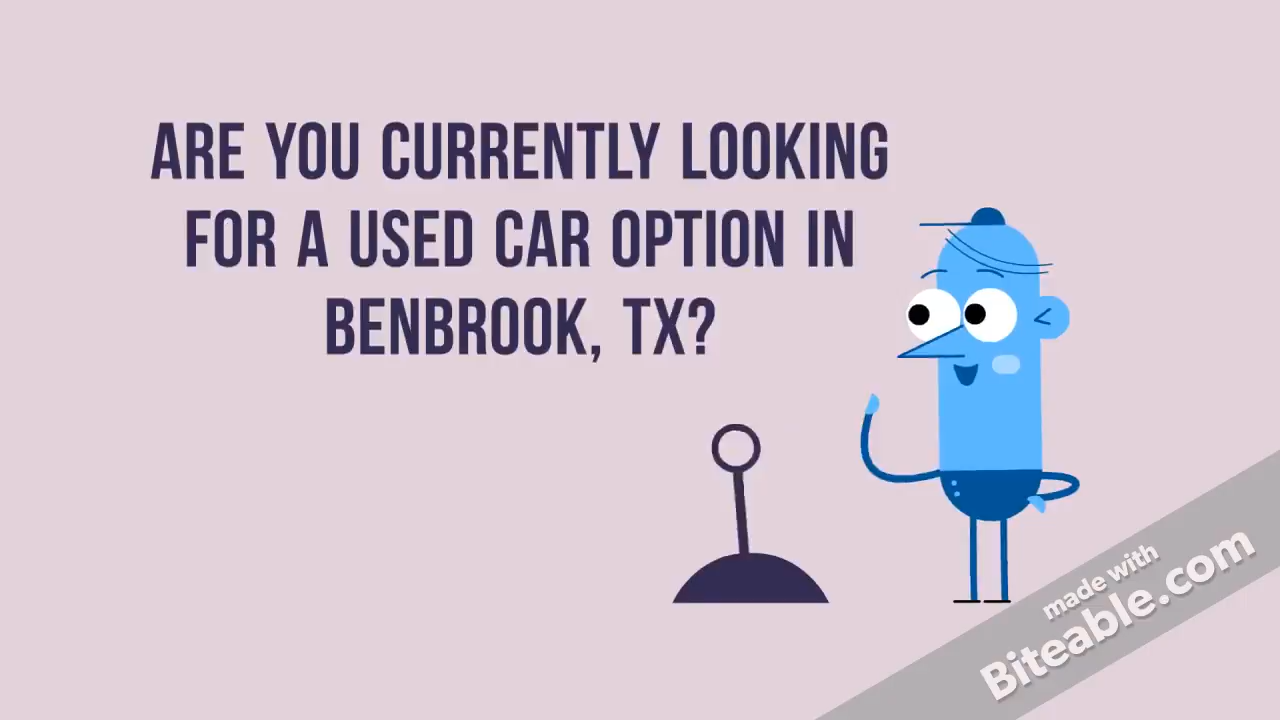 ARE YOU CURRENTLY LOOKING
FOR A USED CAR OPTION IN
BENBROOK, TX?
made with
Biteable.com